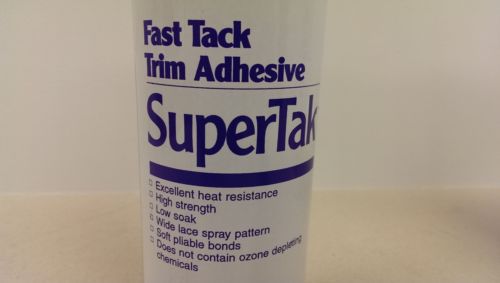 Fast Tack
Trim Adhesive
SuperTak
Excellent heat resistance
High strength
Low soak
Wide lace spray pattern
Soft pliable bonds
Does not contain ozone depleting
chemicals